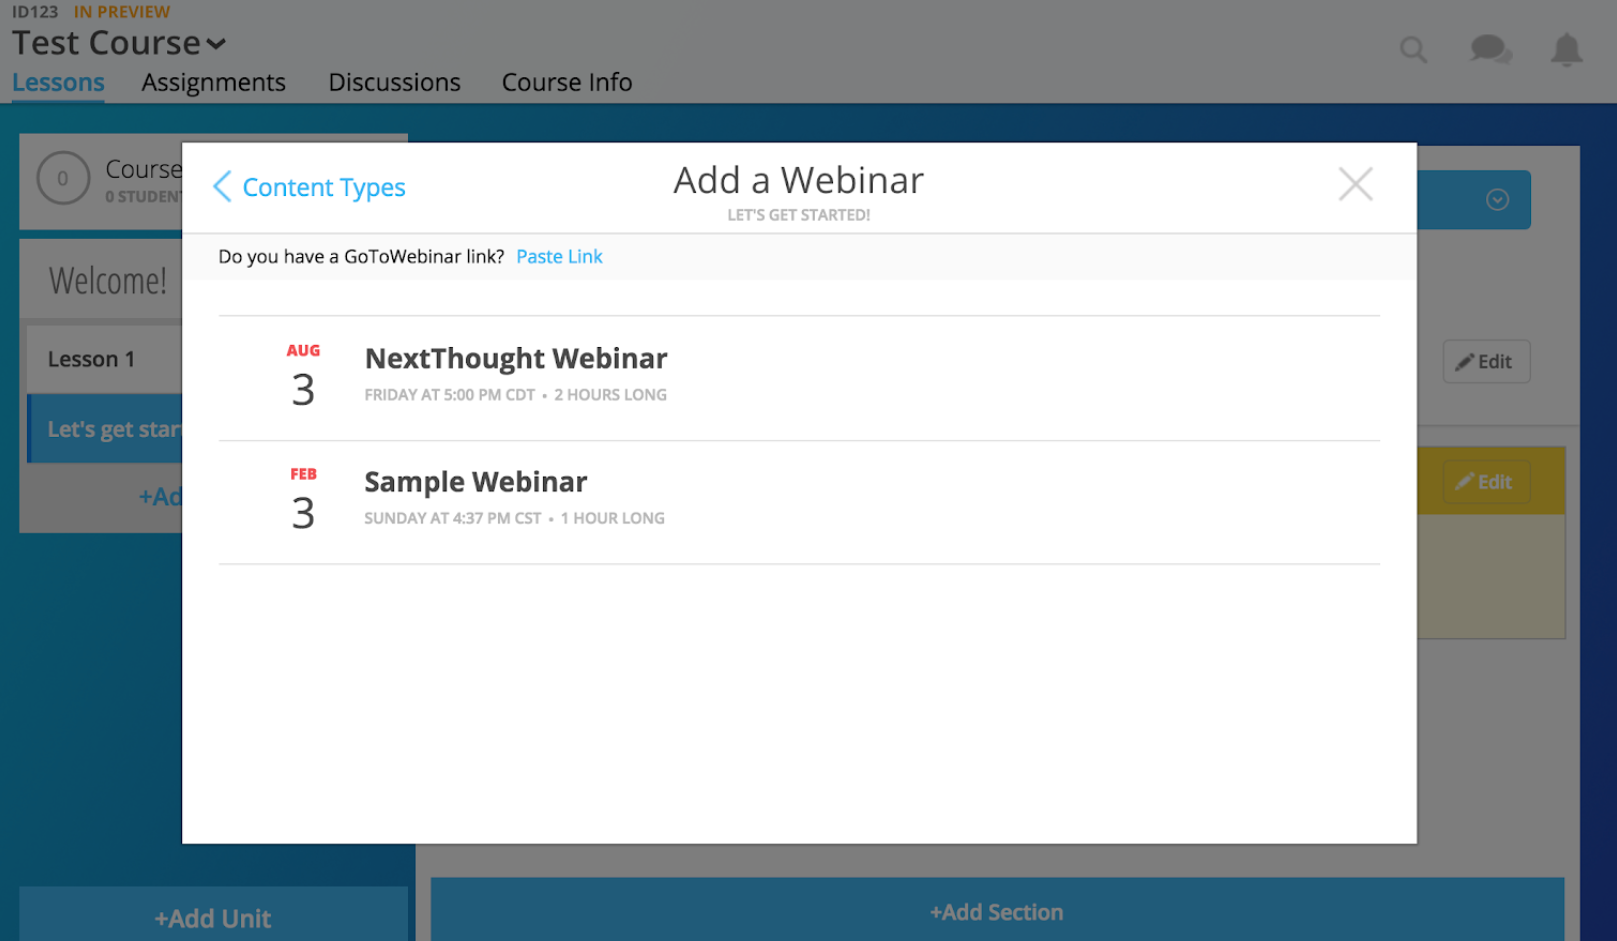 ID123 IN PREVIEW
Test Course
Lessons Assignments Discussions Course Info
0
Course
0 STUDENT
Welcome!
Lesson 1
Let's get star
+Ad
+Add Unit
Content Types
Add a Webinar
LET'S GET STARTED!
Do you have a GoToWebinar link? Paste Link
AUG
3
NextThought Webinar
FRIDAY AT 5:00 PM CDT • 2 HOURS LONG
FEB
3
Sample Webinar
SUNDAY AT 4:37 PM CST • 1 HOUR LONG
Edit
Edit
+Add Section